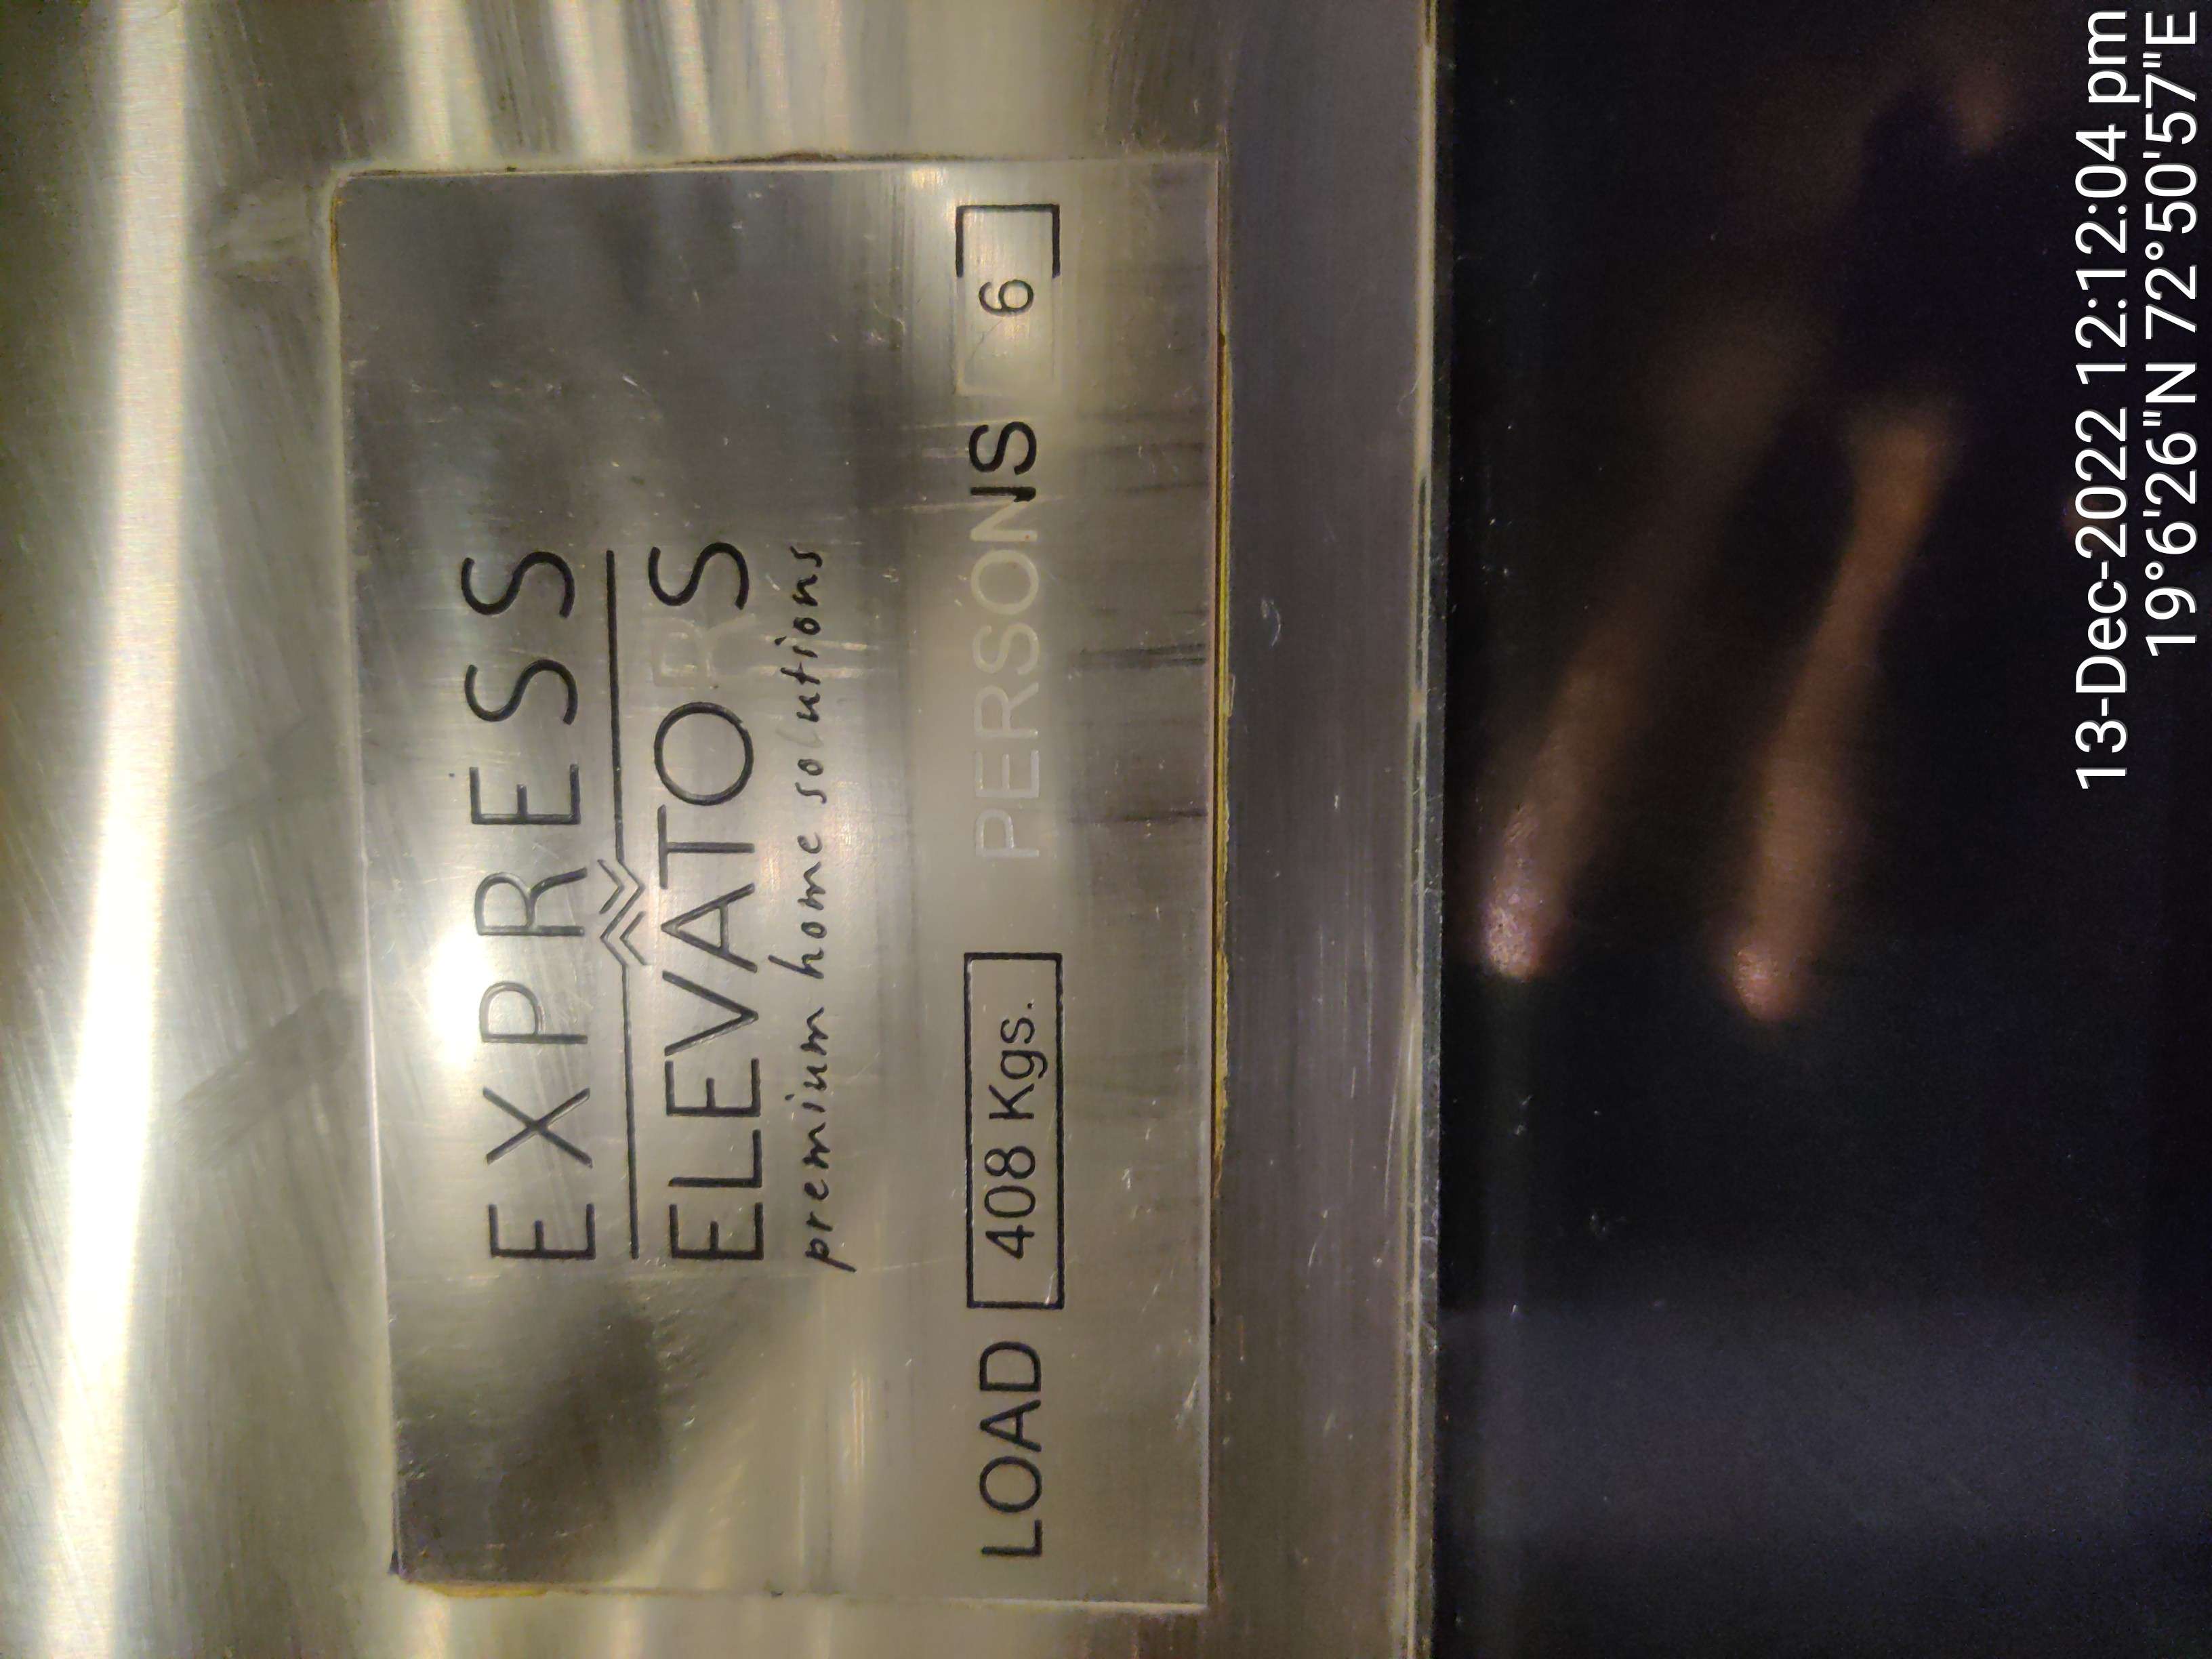 EXPRESS
ELEVATORS
premium home solutions
LOAD 408 Kgs. PERSONS 6
13-Dec-2022 12:12:04 pm
19°6'26"N 72°50'57"E